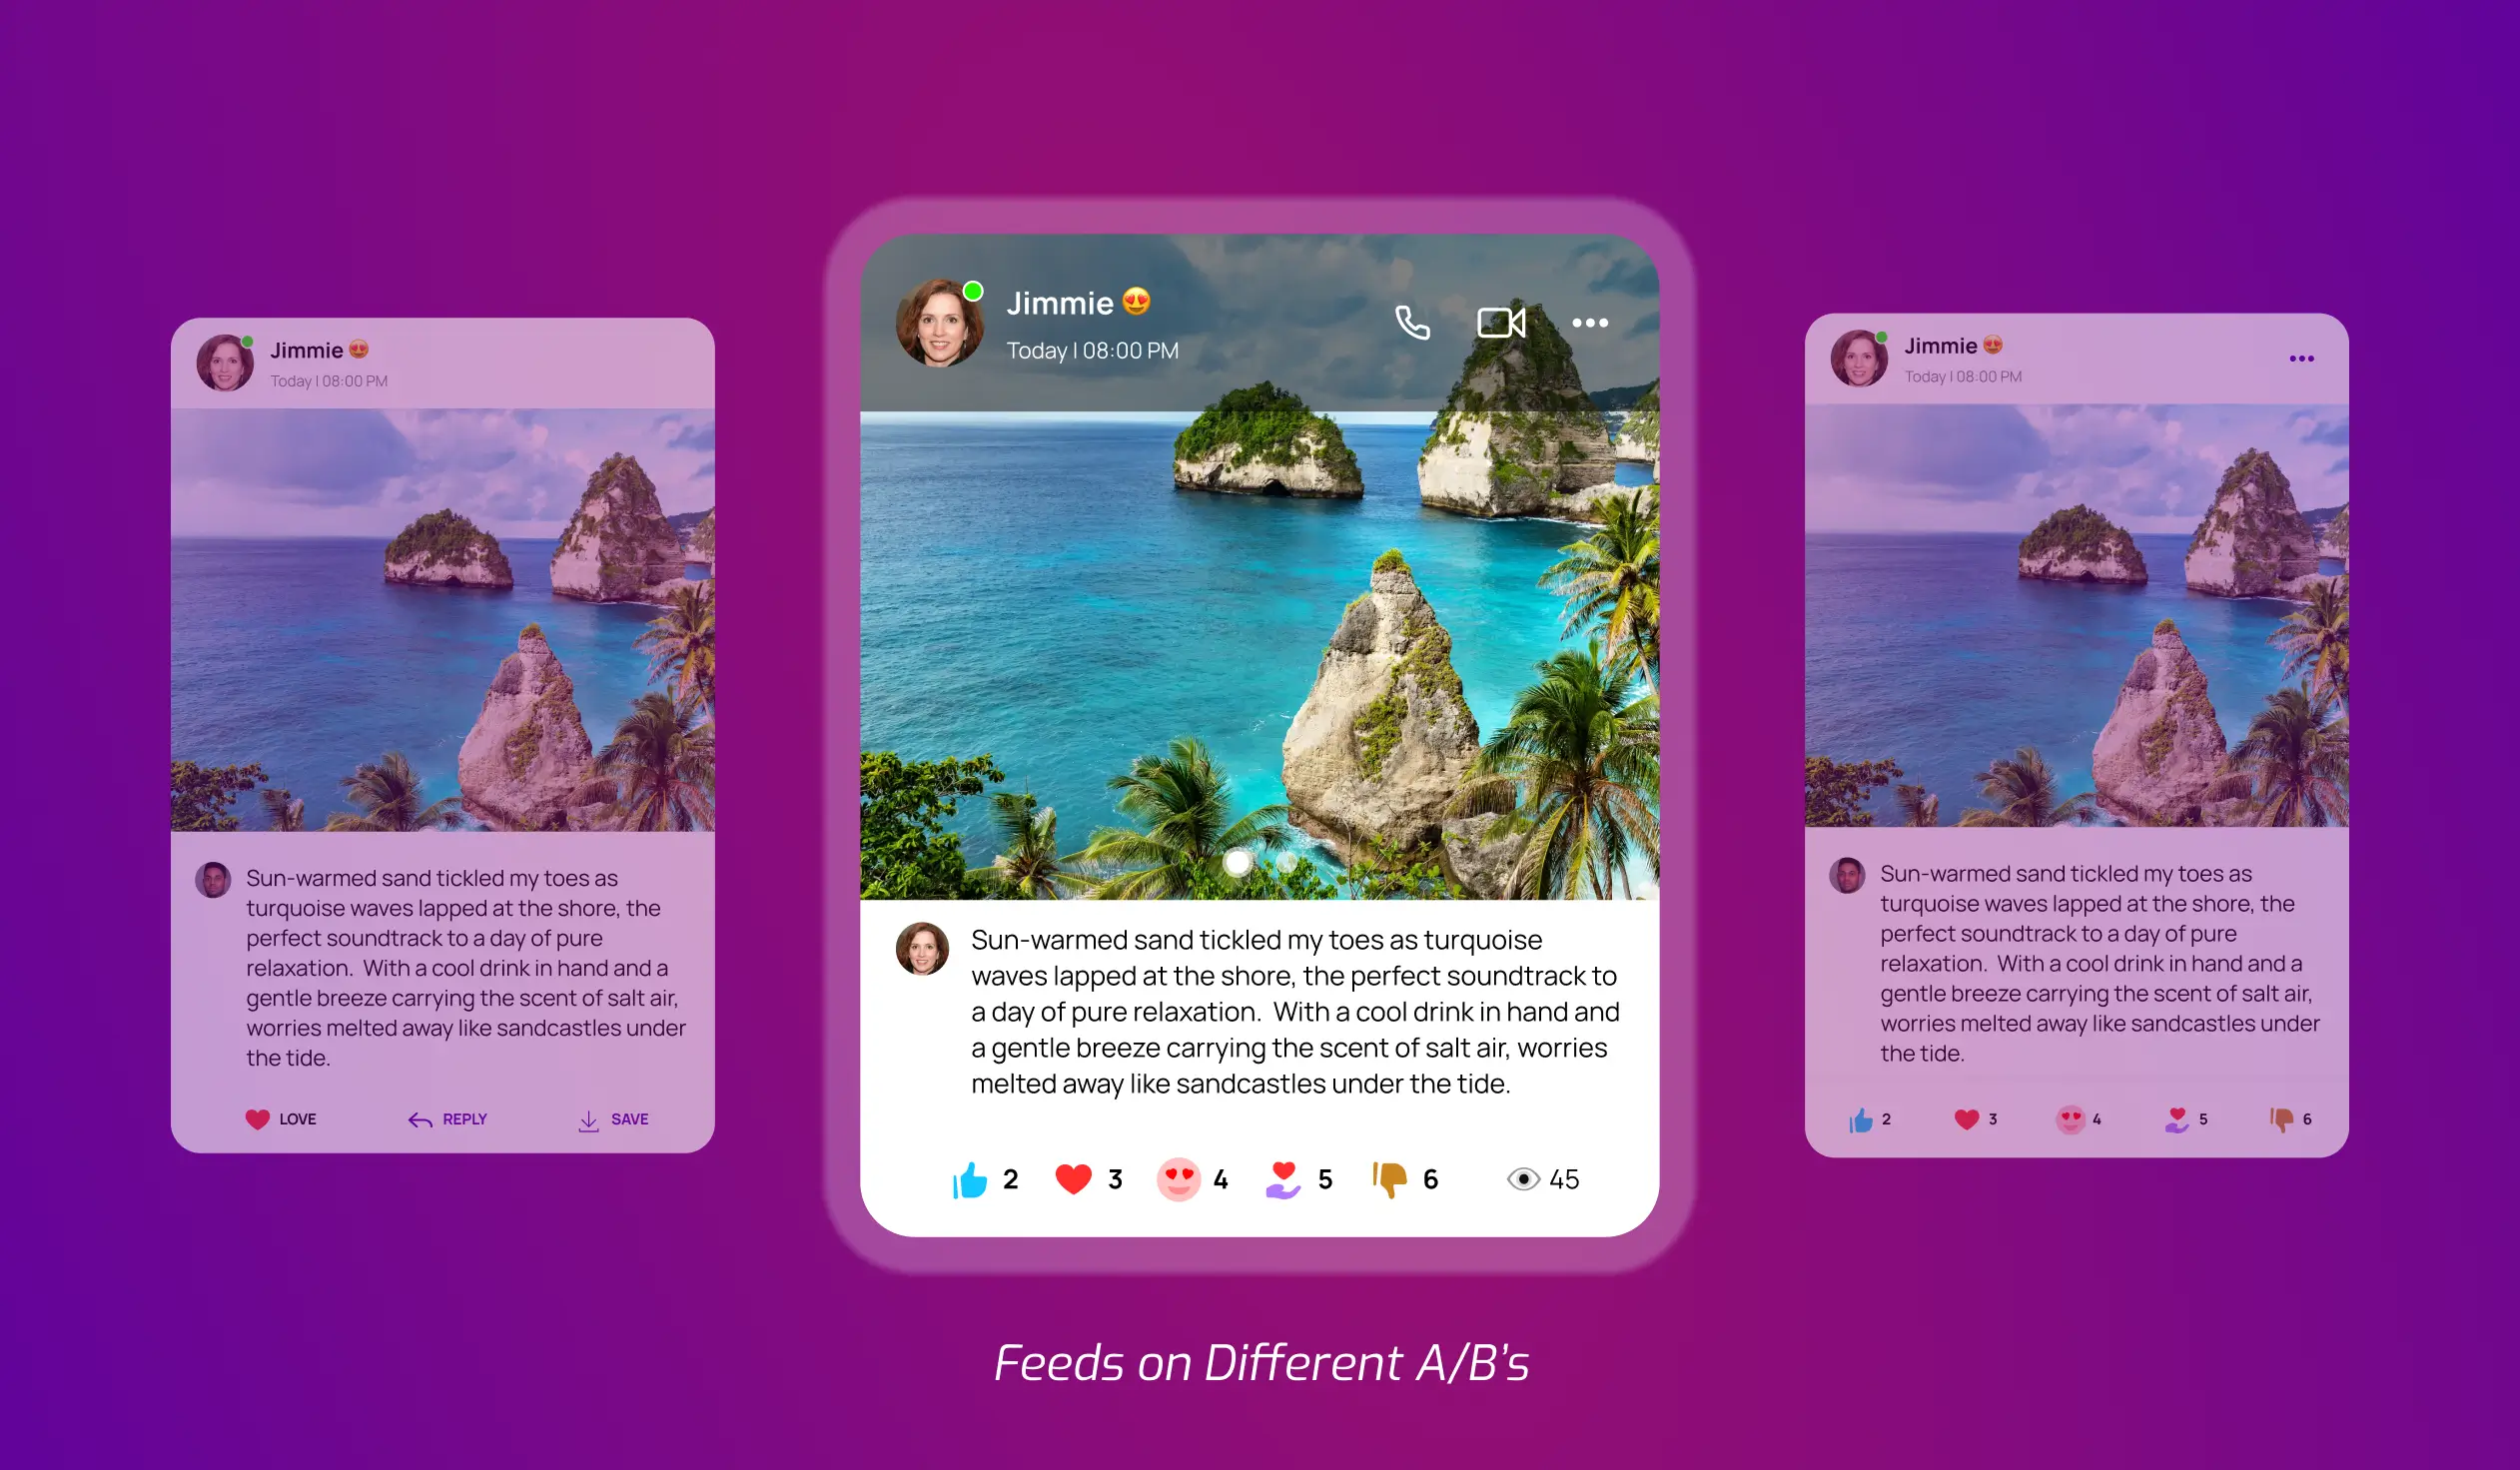 Jimmie 😍
Today | 08:00 PM
Sun-warmed sand tickled my toes as
turquoise waves lapped at the shore, the
perfect soundtrack to a day of pure
relaxation.  With a cool drink in hand and a
gentle breeze carrying the scent of salt air,
worries melted away like sandcastles under
the tide.
LOVE REPLY SAVE
Jimmie 😍
Today | 08:00 PM
Sun-warmed sand tickled my toes as turquoise
waves lapped at the shore, the perfect soundtrack to
a day of pure relaxation.  With a cool drink in hand and
a gentle breeze carrying the scent of salt air, worries
melted away like sandcastles under the tide.
2 3 4 5 6 45
Jimmie 😍
Today | 08:00 PM
Sun-warmed sand tickled my toes as
turquoise waves lapped at the shore, the
perfect soundtrack to a day of pure
relaxation.  With a cool drink in hand and a
gentle breeze carrying the scent of salt air,
worries melted away like sandcastles under
the tide.
2 3 4 5 6
Feeds on Different A/B's